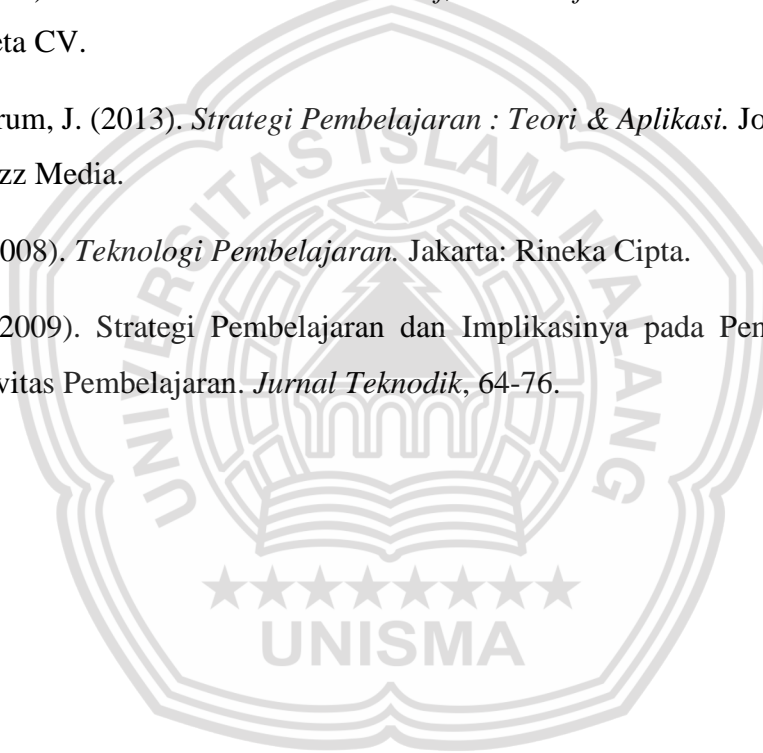 eta CV.
rum, J. (2013). Strategi Pembelajaran : Teori & Aplikasi. Jo
zz Media.
008). Teknologi Pembelajaran. Jakarta: Rineka Cipta.
2009). Strategi Pembelajaran dan Implikasinya pada Pen
vitas Pembelajaran. Jurnal Teknodik, 64-76.
UNIVERSITAS ISLAM MALANG
UNISMA